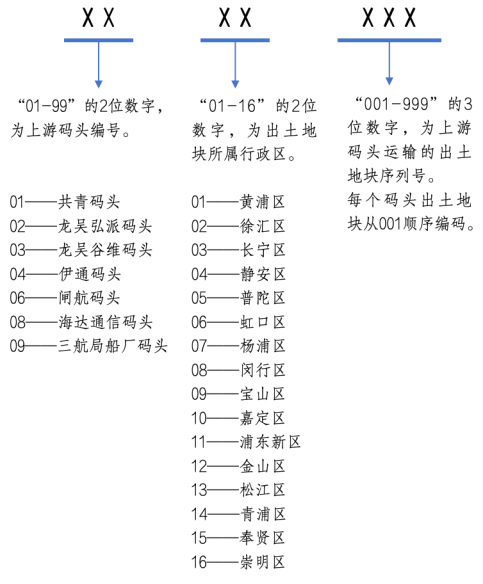 XX
XX
XXX
“01-99”的2位数字，
为上游码头编号。
01——共青码头
02——龙吴弘派码头
03——龙吴谷维码头
04——伊通码头
06——闸航码头
08——海达通信码头
09——三航局船厂码头
“01-16”的2位
数字，为出土地
块所属行政区。
01——黄浦区
02——徐汇区
03——长宁区
04——静安区
05——普陀区
06——虹口区
07——杨浦区
08——闵行区
09——宝山区
10——嘉定区
11——浦东新区
12——金山区
13——松江区
14——青浦区
15——奉贤区
16——崇明区
“001-999”的3
位数字，为上游
码头运输的出土
地块序列号。
每个码头出土地
块从001顺序编码。